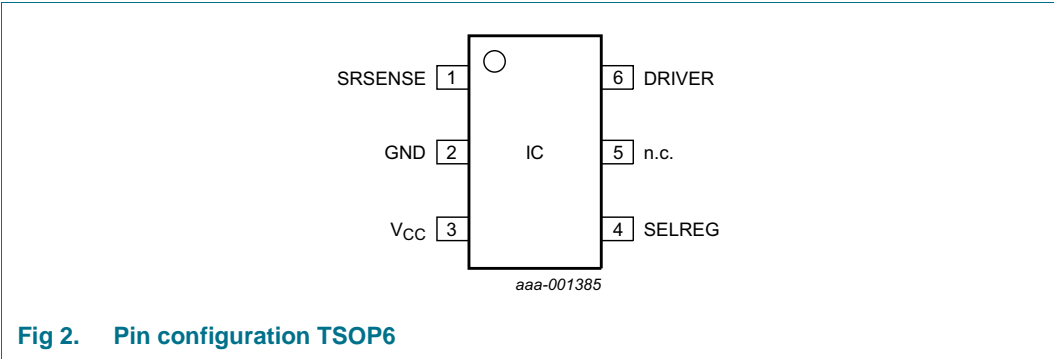 SRSENSE 1 6 DRIVER
GND 2 IC 5 n.c.
VCC 3 4 SELREG
aaa-001385
Fig 2. Pin configuration TSOP6